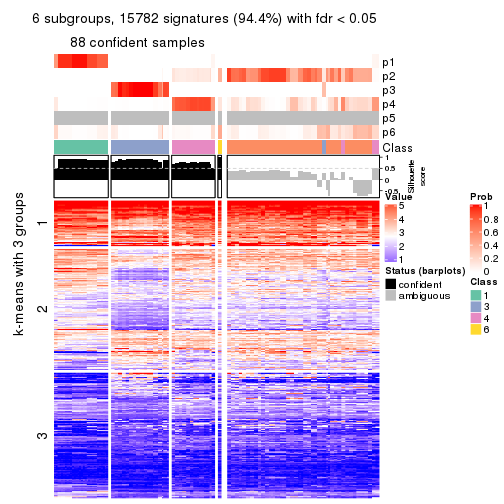 6 subgroups, 15782 signatures (94.4%) with fdr < 0.05
88 confident samples
p1
p2
p3
p4
p5
p6
Class
1
0.5
0
-0.5
Silhouette
score
k-means with 3 groups
1
2
3
Value
5
4
3
2
1
Status (barplots)
confident
ambiguous
Prob
1
0.8
0.6
0.4
0.2
0
Class
1
3
4
6